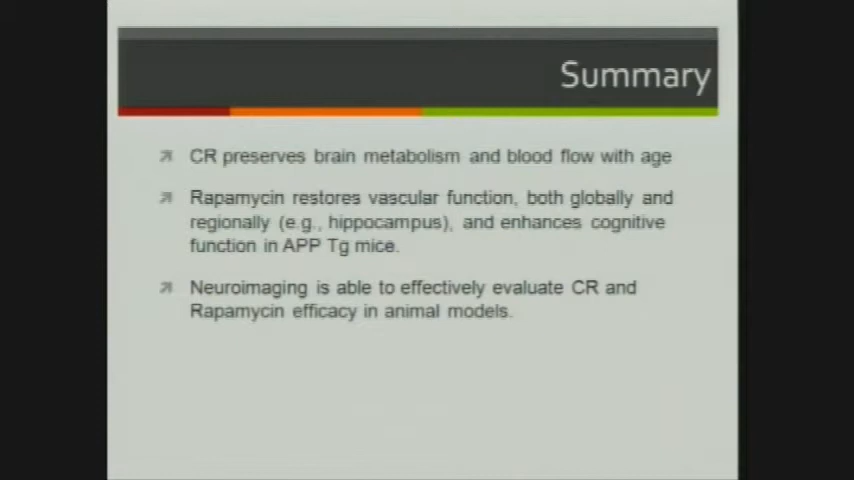 Summary
CR preserves brain metabolism and blood flow with age
Rapamycin restores vascular function, both globally and
regionally (e.g., hippocampus), and enhances cognitive
function in APP Tg mice.
Neuroimaging is able to effectively evaluate CR and
Rapamycin efficacy in animal models.